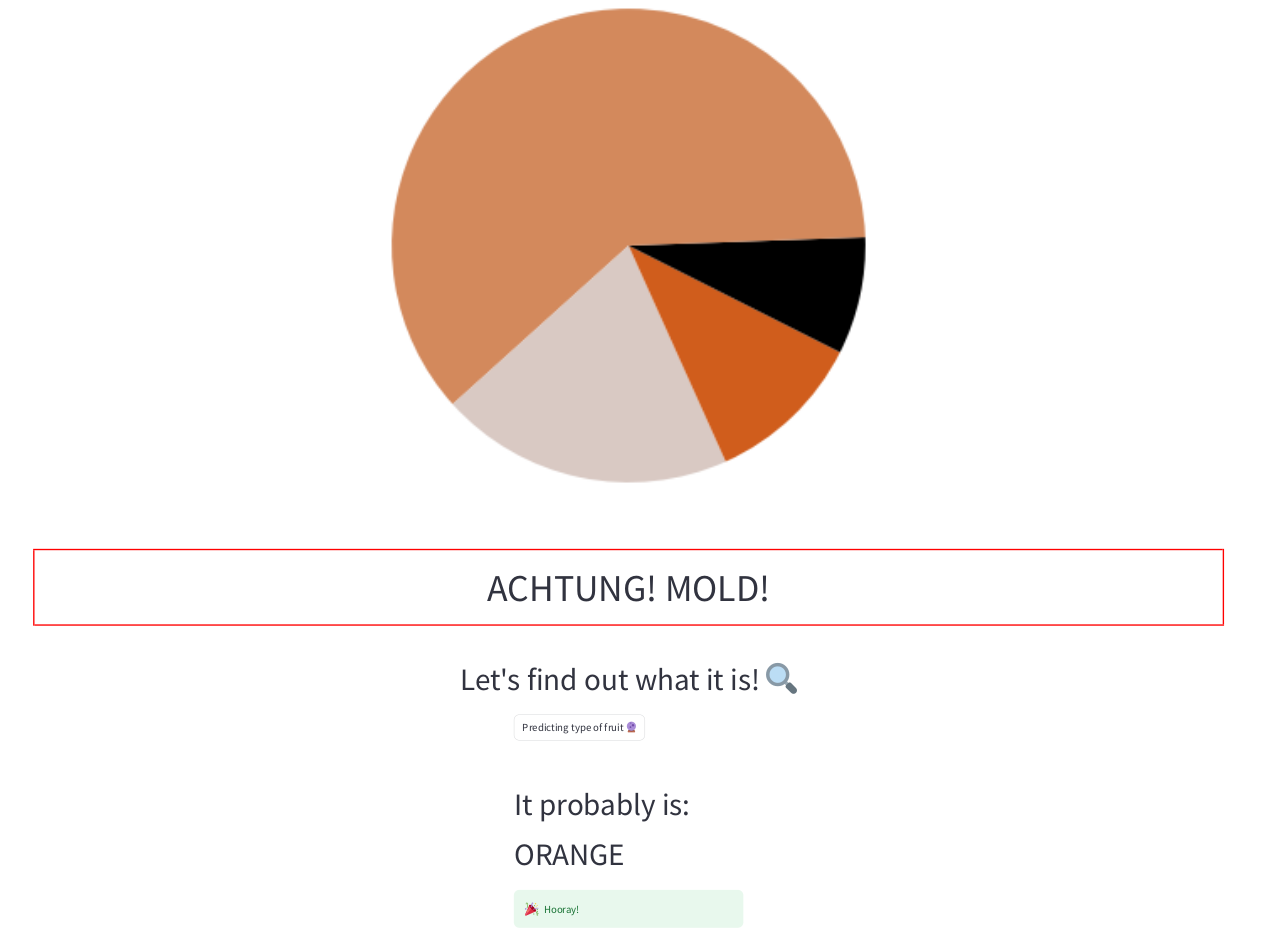 ACHTUNG! MOLD!
Let's find out what it is! 🔍
Predicting type of fruit 🔮
It probably is:
ORANGE
🎉 Hooray!